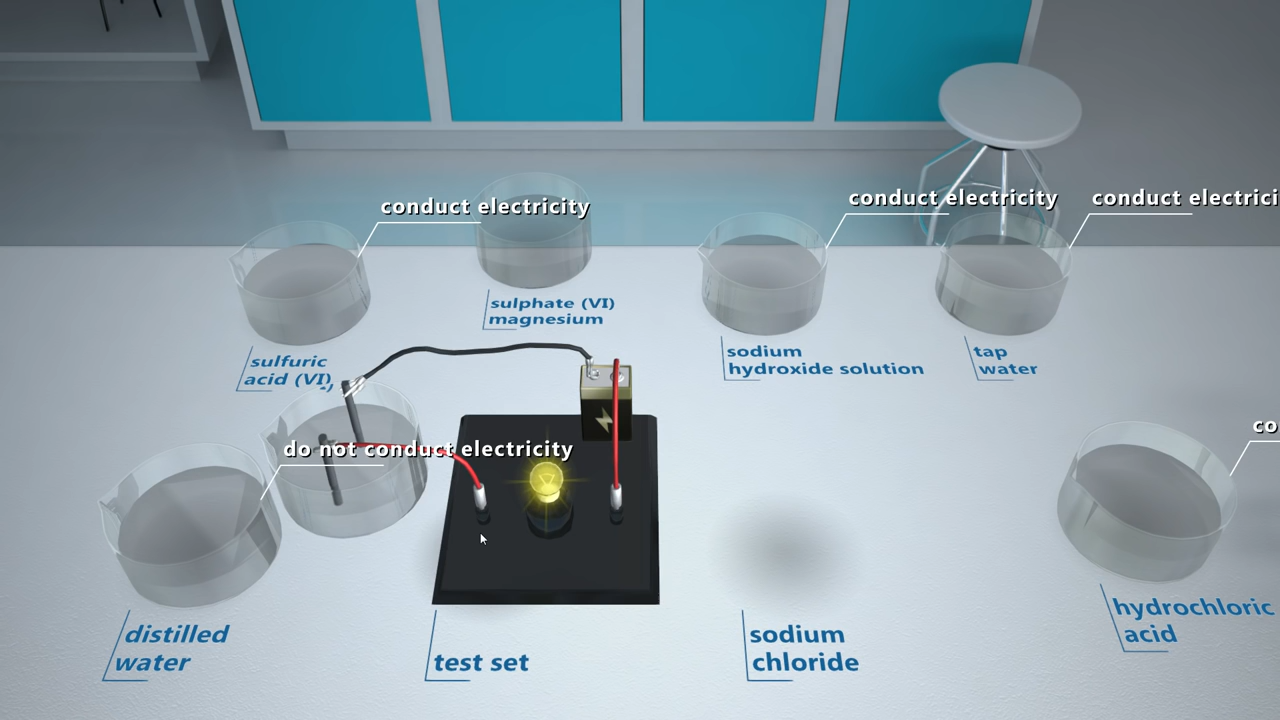 conduct electricity
conduct electricity
conduct electrici
sulphate (VI)
magnesium
sulfuric
acid (VI)
sodium
hydroxide solution
tap
water
do not conduct electricity
co
distilled
water
test set
sodium
chloride
hydrochloric
acid